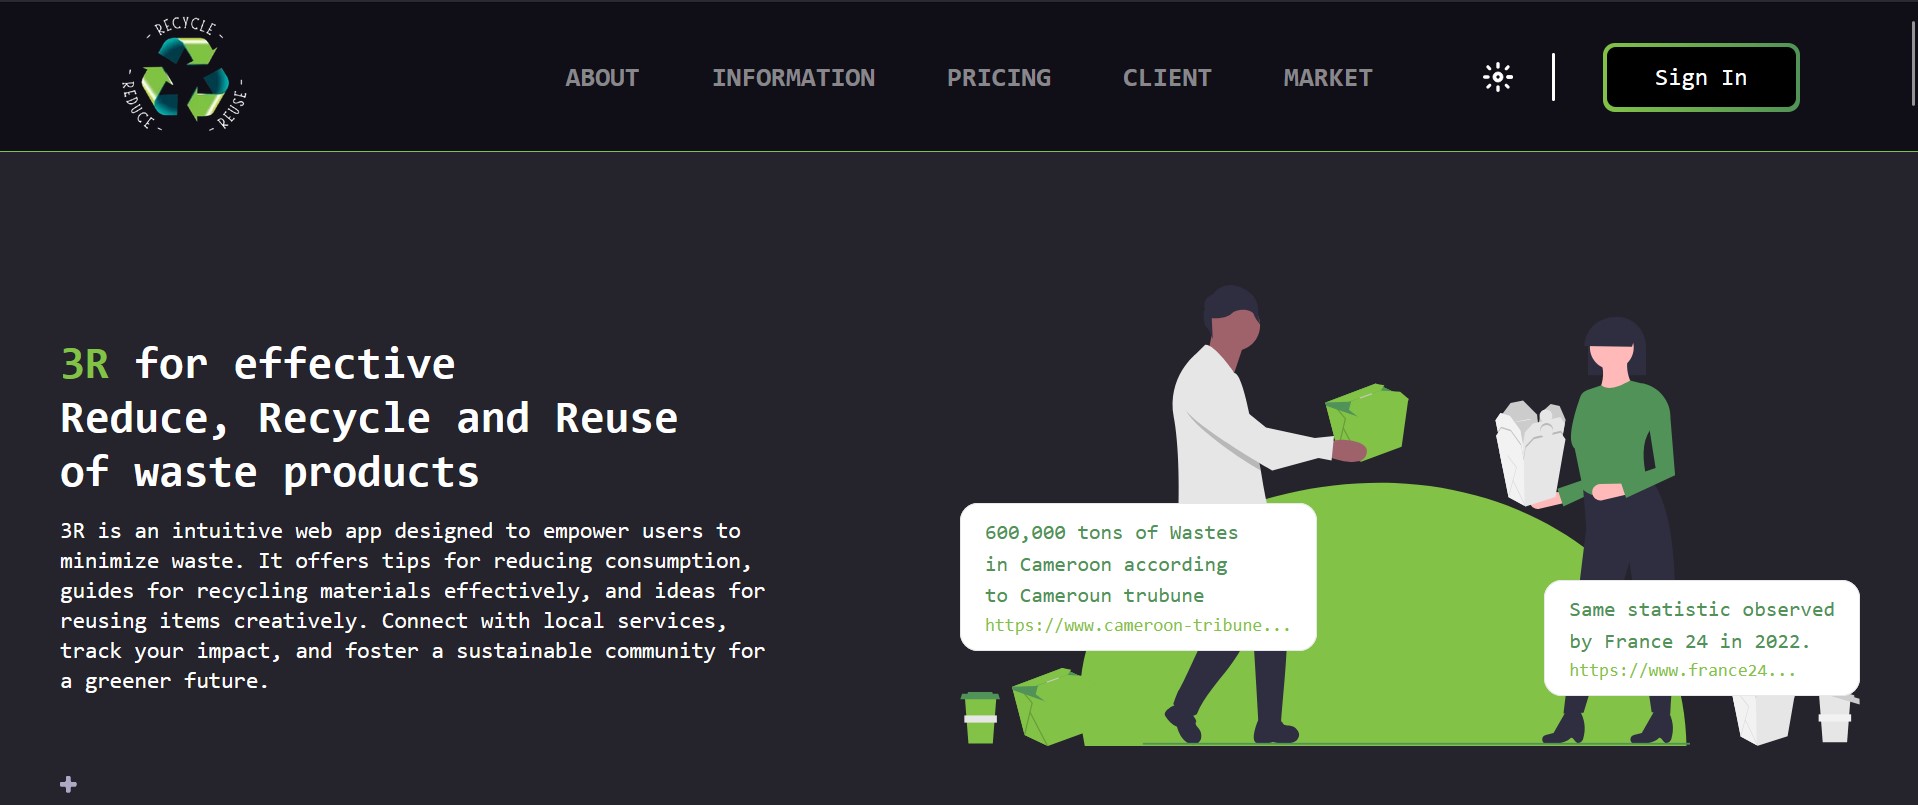 - RECYCLE -
- REDUCE -
- REUSE -
ABOUT
INFORMATION
PRICING
CLIENT
MARKET
Sign In
3R for effective
Reduce, Recycle and Reuse
of waste products
3R is an intuitive web app designed to empower users to
minimize waste. It offers tips for reducing consumption,
guides for recycling materials effectively, and ideas for
reusing items creatively. Connect with local services,
track your impact, and foster a sustainable community for
a greener future.
600,000 tons of Wastes
in Cameroon according
to Cameroun trubune
https://www.cameroon-tribune...
Same statistic observed
by France 24 in 2022.
https://www.france24...